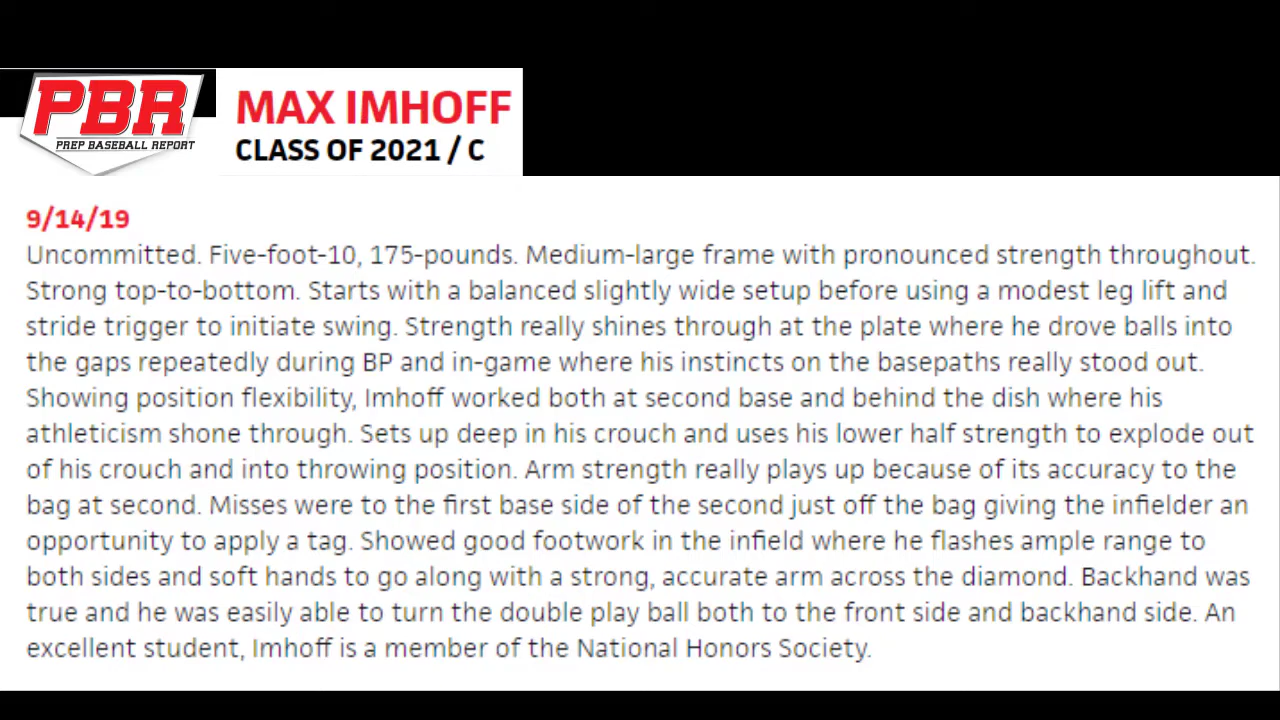 PBR
PREP BASEBALL REPORT
MAX IMHOFF
CLASS OF 2021 / C
9/14/19
Uncommitted. Five-foot-10, 175-pounds. Medium-large frame with pronounced strength throughout.
Strong top-to-bottom. Starts with a balanced slightly wide setup before using a modest leg lift and
stride trigger to initiate swing. Strength really shines through at the plate where he drove balls into
the gaps repeatedly during BP and in-game where his instincts on the basepaths really stood out.
Showing position flexibility, Imhoff worked both at second base and behind the dish where his
athleticism shone through. Sets up deep in his crouch and uses his lower half strength to explode out
of his crouch and into throwing position. Arm strength really plays up because of its accuracy to the
bag at second. Misses were to the first base side of the second just off the bag giving the infielder an
opportunity to apply a tag. Showed good footwork in the infield where he flashes ample range to
both sides and soft hands to go along with a strong, accurate arm across the diamond. Backhand was
true and he was easily able to turn the double play ball both to the front side and backhand side. An
excellent student, Imhoff is a member of the National Honors Society.